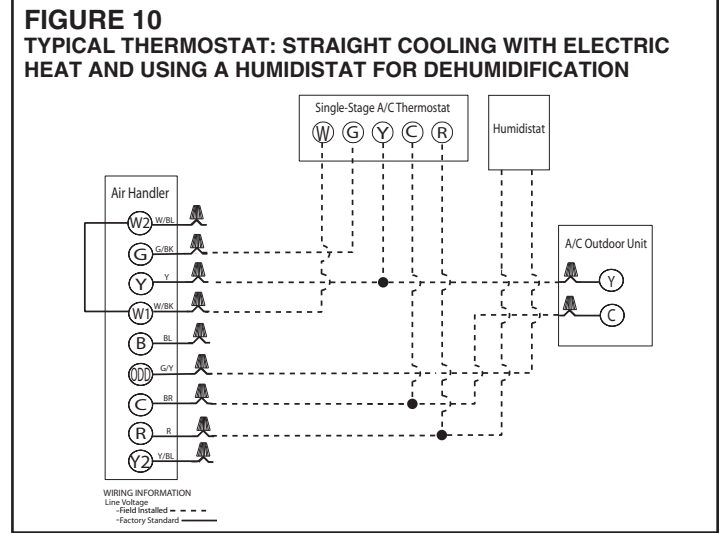 FIGURE 10
TYPICAL THERMOSTAT: STRAIGHT COOLING WITH ELECTRIC
HEAT AND USING A HUMIDISTAT FOR DEHUMIDIFICATION
Single-Stage A/C Thermostat
W G Y C R
Humidistat
Air Handler
W2 W/BL
G G/BK
Y Y
W1 W/BK
B BL
ODD G/Y
C BR
R R
Y2 Y/BL
A/C Outdoor Unit
Y
C
WIRING INFORMATION
Line Voltage
-Field Installed
-Factory Standard